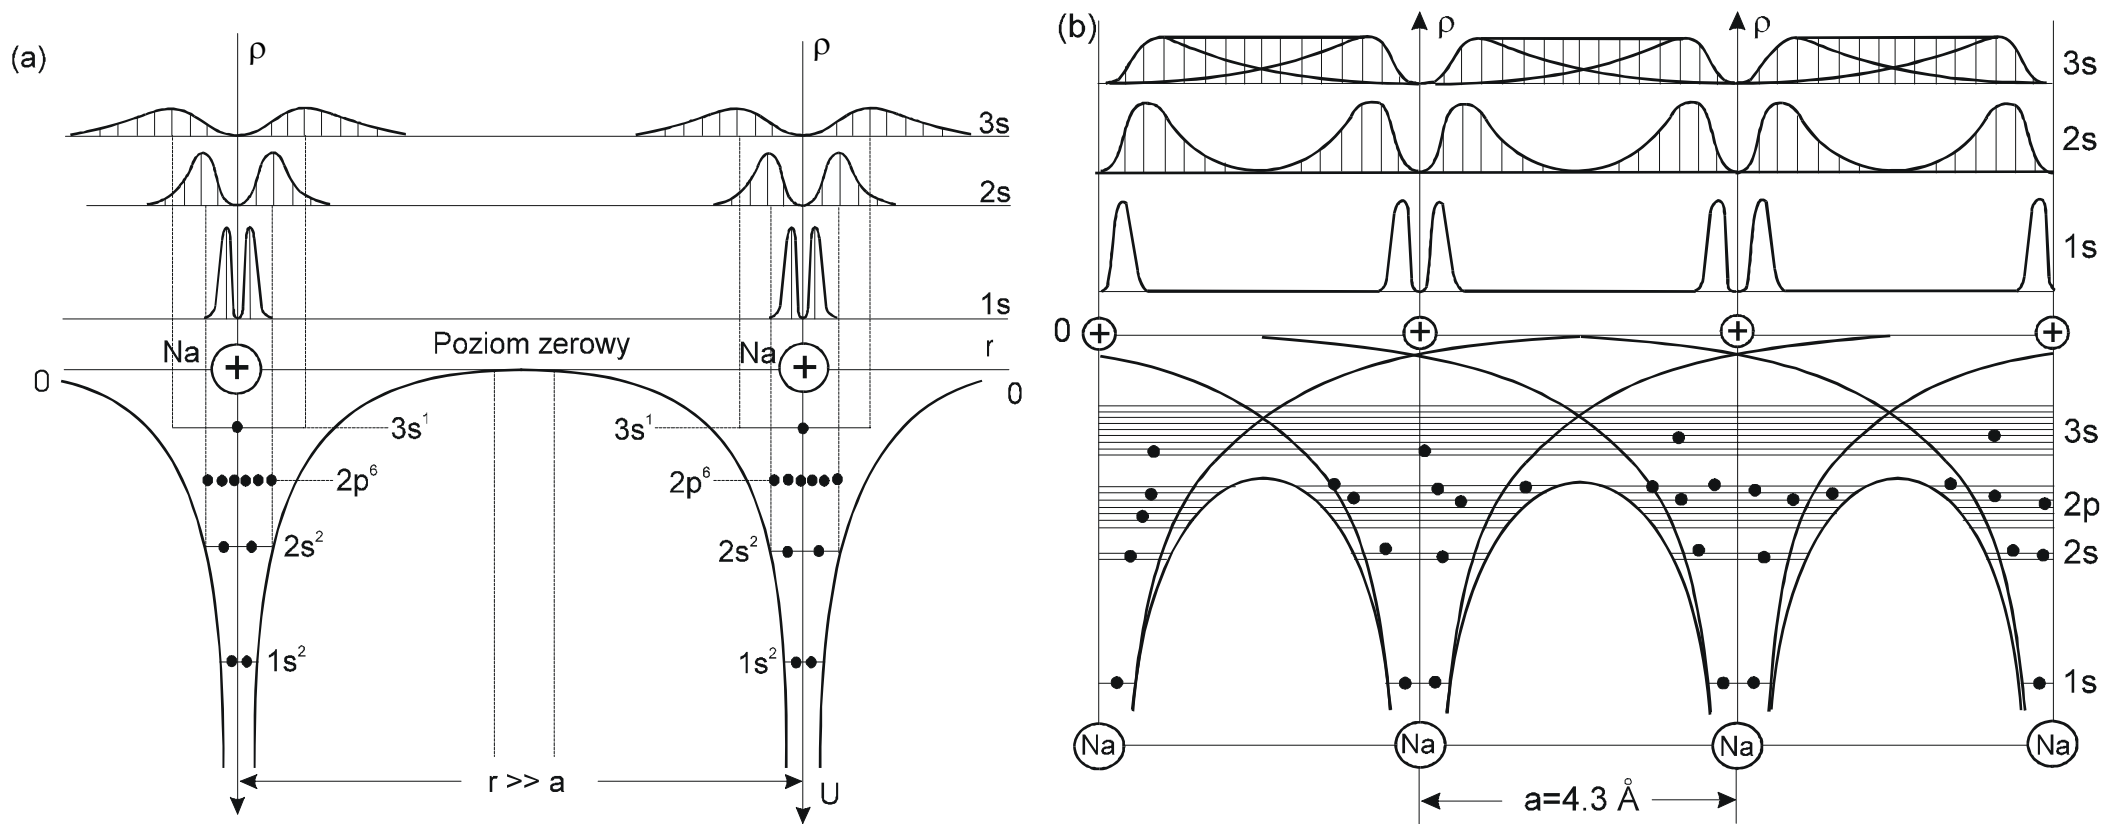 (a)
ρ
ρ
3s
2s
1s
Na
Poziom zerowy
Na
r
0
0
3s¹
3s¹
2p⁶
2p⁶
2s²
2s²
1s²
1s²
r >> a
U
(b)
ρ
ρ
3s
2s
1s
0
3s
2p
2s
1s
Na
Na
Na
Na
a=4.3 Å